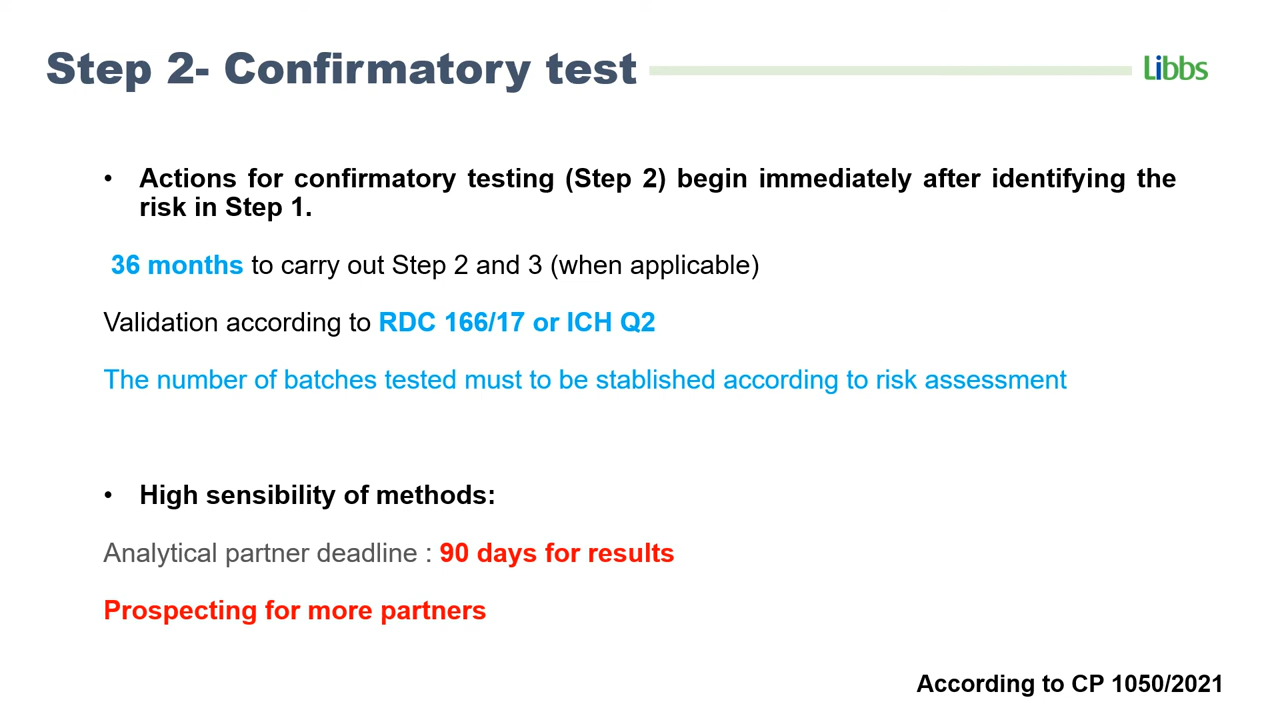 Step 2- Confirmatory test
Libbs
• Actions for confirmatory testing (Step 2) begin immediately after identifying the
risk in Step 1.
36 months to carry out Step 2 and 3 (when applicable)
Validation according to RDC 166/17 or ICH Q2
The number of batches tested must to be stablished according to risk assessment
• High sensibility of methods:
Analytical partner deadline : 90 days for results
Prospecting for more partners
According to CP 1050/2021